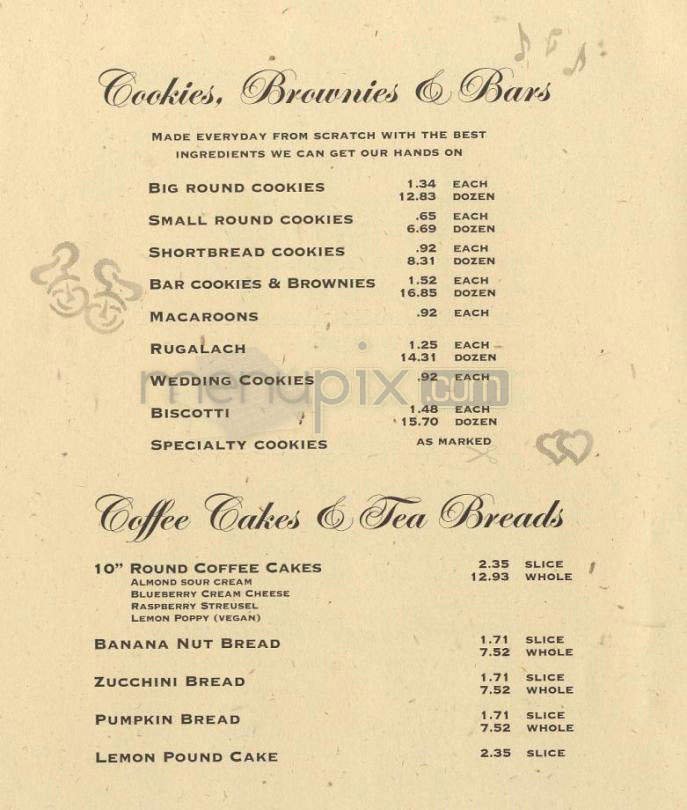 Cookies, Brownies & Bars
MADE EVERYDAY FROM SCRATCH WITH THE BEST
INGREDIENTS WE CAN GET OUR HANDS ON
BIG ROUND COOKIES 1.34 EACH
12.83 DOZEN
SMALL ROUND COOKIES .65 EACH
6.69 DOZEN
SHORTBREAD COOKIES .92 EACH
8.31 DOZEN
BAR COOKIES & BROWNIES 1.52 EACH
16.85 DOZEN
MACAROONS .92 EACH
RUGALACH 1.25 EACH
14.31 DOZEN
menupix.com
WEDDING COOKIES .92 EACH
BISCOTTI 1.48 EACH
15.70 DOZEN
SPECIALTY COOKIES AS MARKED
Coffee Cakes & Tea Breads
10” ROUND COFFEE CAKES 2.35 SLICE
12.93 WHOLE
ALMOND SOUR CREAM
BLUEBERRY CREAM CHEESE
RASPBERRY STREUSEL
LEMON POPPY (VEGAN)
BANANA NUT BREAD 1.71 SLICE
7.52 WHOLE
ZUCCHINI BREAD 1.71 SLICE
7.52 WHOLE
PUMPKIN BREAD 1.71 SLICE
7.52 WHOLE
LEMON POUND CAKE 2.35 SLICE